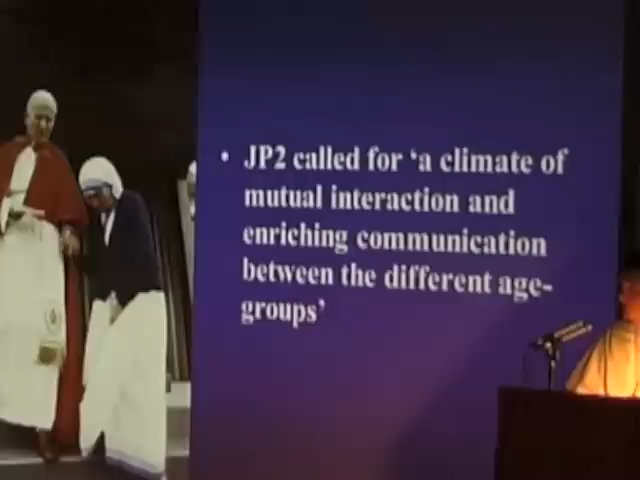 • JP2 called for ‘a climate of
mutual interaction and
enriching communication
between the different age-
groups’